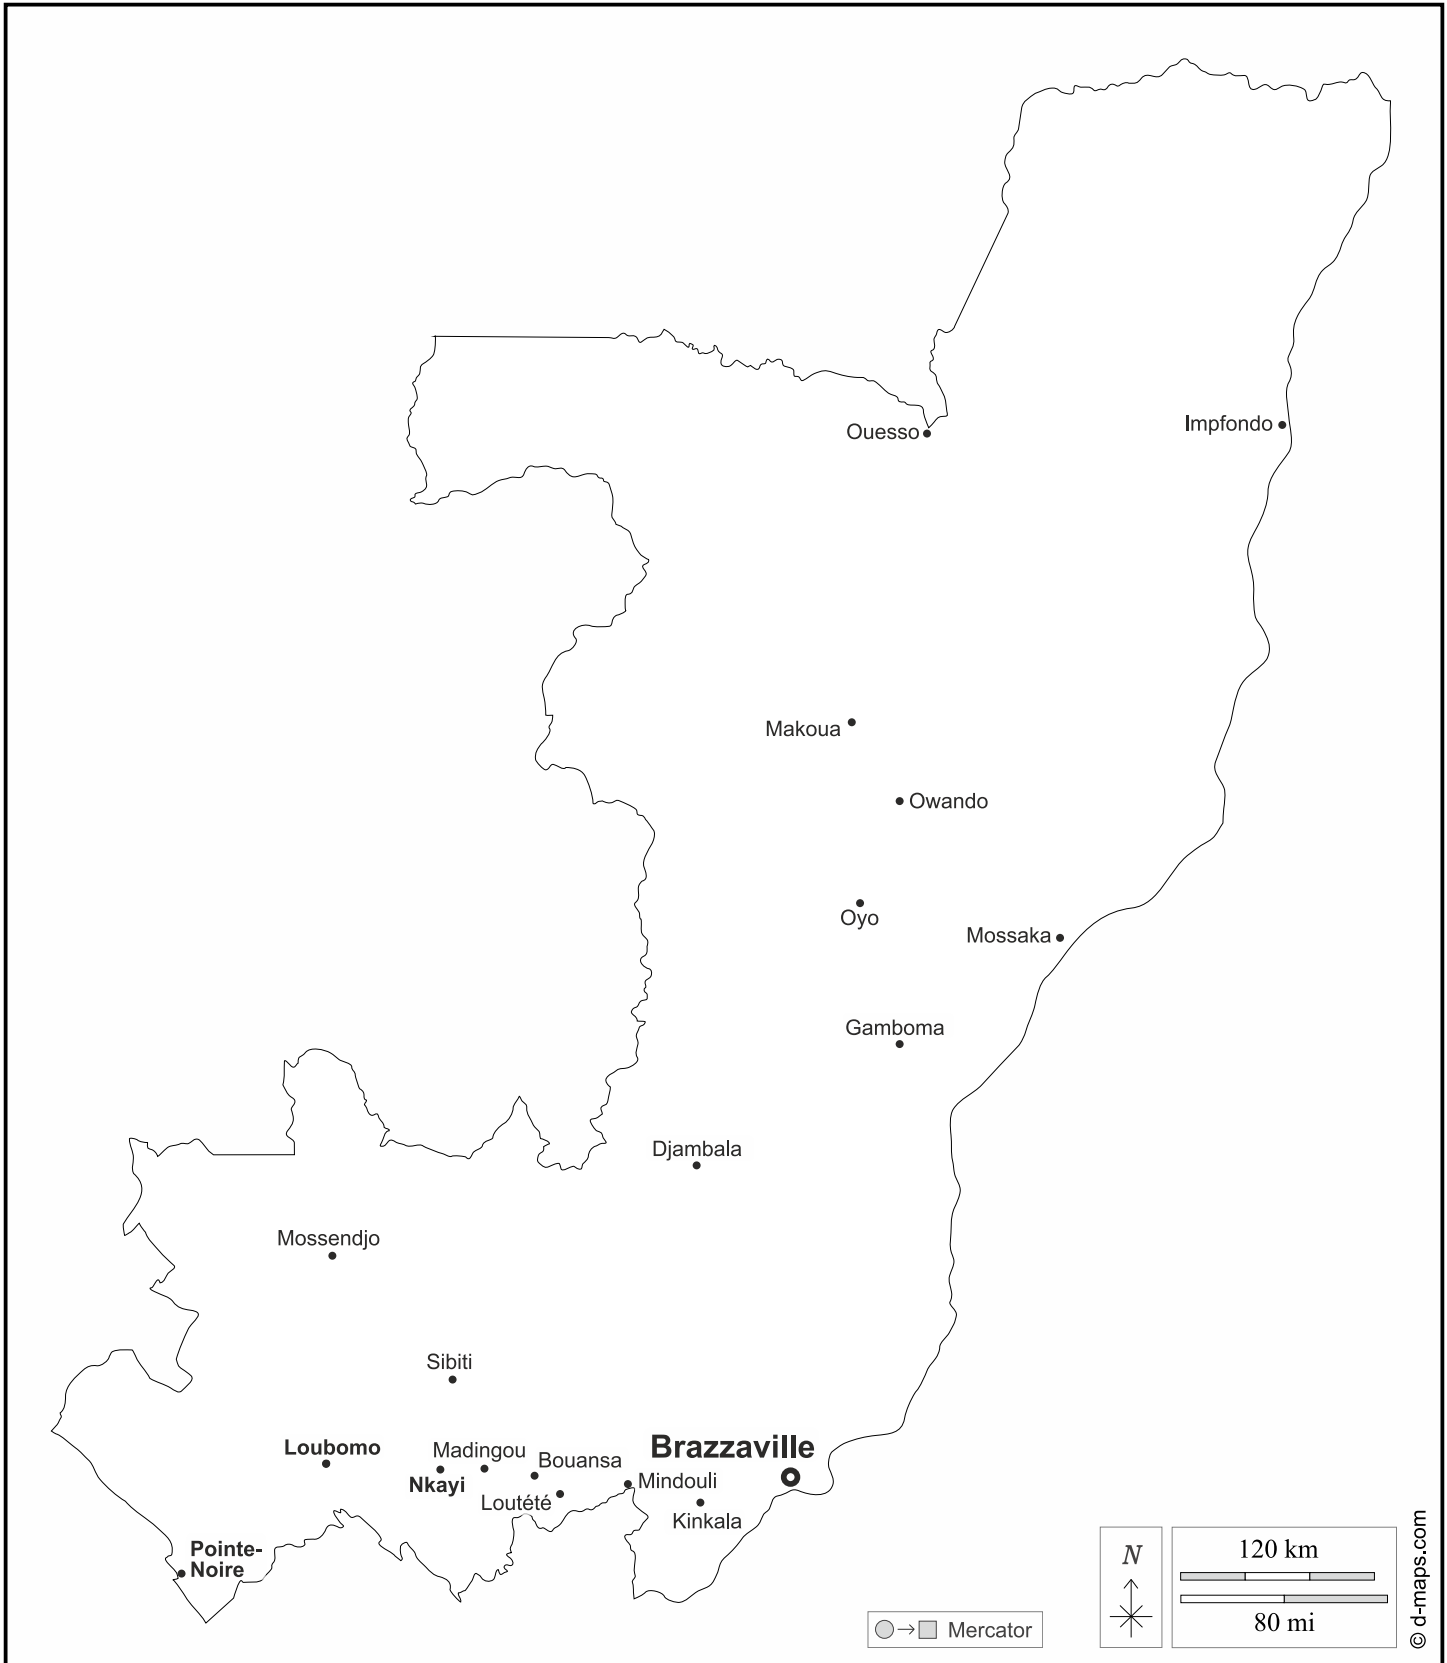 Ouesso
Impfondo
Makoua
Owando
Oyo
Mossaka
Gamboma
Djambala
Mossendjo
Sibiti
Loubomo
Madingou
Nkayi
Bouansa
Loutété
Brazzaville
Mindouli
Kinkala
Pointe-
Noire
Mercator
N
120 km
80 mi
© d-maps.com